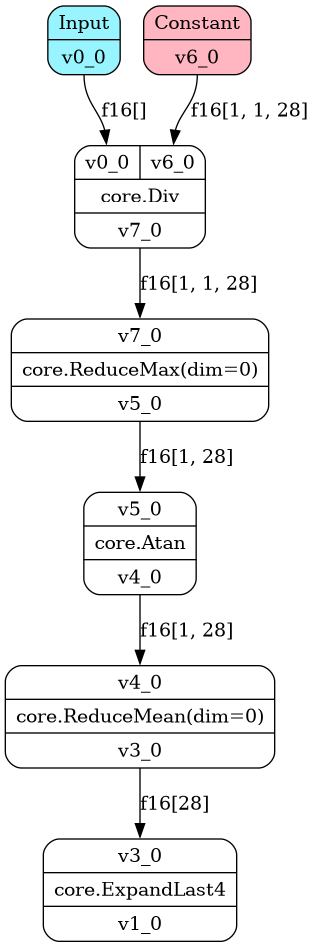 Input
v0_0
Constant
v6_0
f16[]
f16[1, 1, 28]
v0_0
v6_0
core.Div
v7_0
f16[1, 1, 28]
v7_0
core.ReduceMax(dim=0)
v5_0
f16[1, 28]
v5_0
core.Atan
v4_0
f16[1, 28]
v4_0
core.ReduceMean(dim=0)
v3_0
f16[28]
v3_0
core.ExpandLast4
v1_0